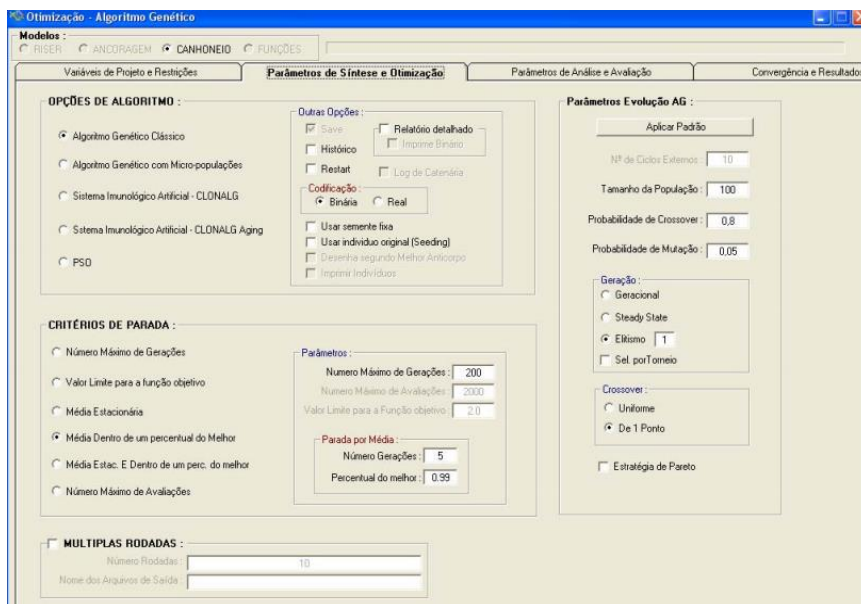 Otimização - Algoritmo Genético
Modelos :
RISER ANCORAGEM CANHONEIO FUNÇÕES
Variáveis de Projeto e Restrições Parâmetros de Síntese e Otimização Parâmetros de Análise e Avaliação Convergência e Resultado
OPÇÕES DE ALGORITMO :
Algoritmo Genético Clássico
Algoritmo Genético com Micro-populações
Sistema Imunológico Artificial - CLONALG
Sistema Imunológico Artificial - CLONALG Aging
PSO
Outras Opções :
Save Relatório detalhado
Histórico Imprime Binário
Restart Log de Catenária
Codificação :
Binária Real
Usar semente fixa
Usar individuo original (Seeding)
Desenha segundo Melhor Anticorpo
Imprimir Indivíduos
Parâmetros Evolução AG :
Aplicar Padrão
Nº de Ciclos Externos : 10
Tamanho da População : 100
Probabilidade de Crossover : 0,8
Probabilidade de Mutação : 0,05
Geração :
Geracional
Steady State
Elitismo 1
Sel. porTorneio
Crossover :
Uniforme
De 1 Ponto
Estratégia de Pareto
CRITÉRIOS DE PARADA :
Número Máximo de Gerações
Valor Limite para a função objetivo
Média Estacionária
Média Dentro de um percentual do Melhor
Média Estac. E Dentro de um perc. do melhor
Número Máximo de Avaliações
Parâmetros :
Numero Máximo de Gerações : 200
Numero Máximo de Avaliações : 2000
Valor Limite para a Função objetivo : 2.0
Parada por Média :
Número Gerações : 5
Percentual do melhor : 0.99
MULTIPLAS RODADAS :
Número Rodadas : 10
Nome dos Arquivos de Saída :